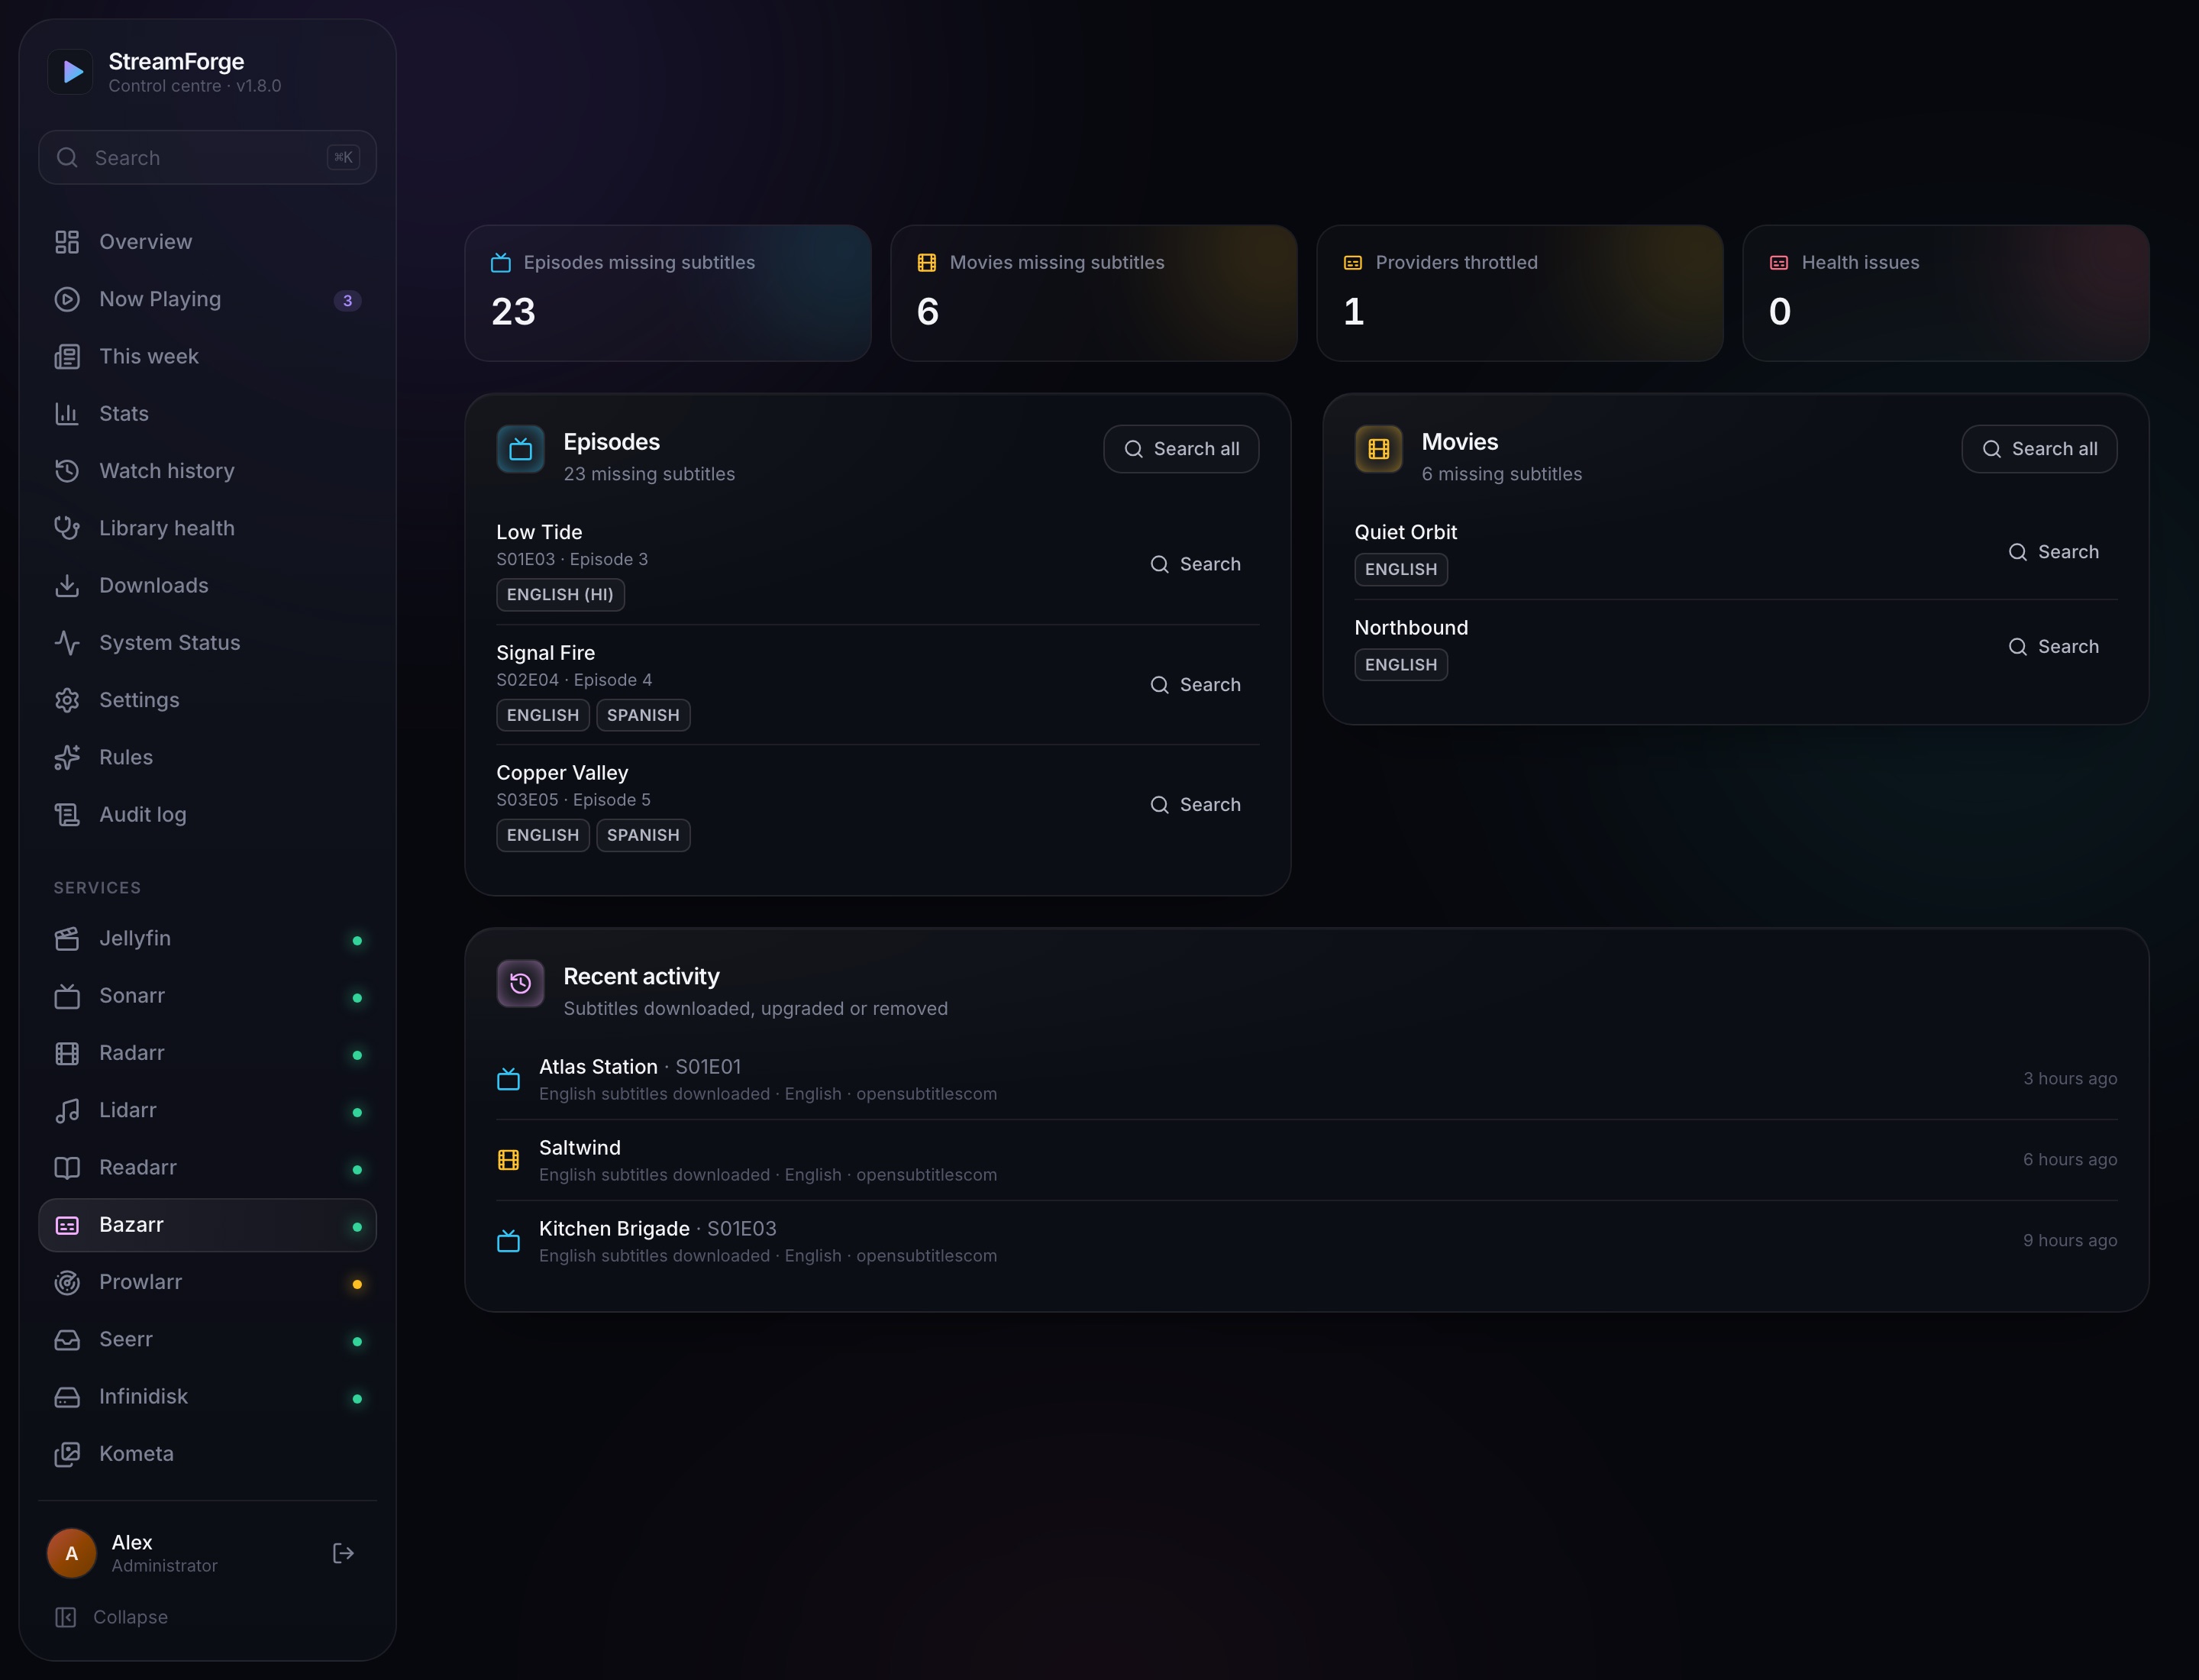 StreamForge
Control centre · v1.8.0
Search ⌘K
Overview
Now Playing 3
This week
Stats
Watch history
Library health
Downloads
System Status
Settings
Rules
Audit log
SERVICES
Jellyfin
Sonarr
Radarr
Lidarr
Readarr
Bazarr
Prowlarr
Seerr
Infinidisk
Kometa
A
Alex
Administrator
Collapse
Episodes missing subtitles
23
Movies missing subtitles
6
Providers throttled
1
Health issues
0
Episodes
23 missing subtitles
Search all
Low Tide
S01E03 · Episode 3
ENGLISH (HI)
Search
Signal Fire
S02E04 · Episode 4
ENGLISH SPANISH
Search
Copper Valley
S03E05 · Episode 5
ENGLISH SPANISH
Search
Movies
6 missing subtitles
Search all
Quiet Orbit
ENGLISH
Search
Northbound
ENGLISH
Search
Recent activity
Subtitles downloaded, upgraded or removed
Atlas Station · S01E01
English subtitles downloaded · English · opensubtitlescom
3 hours ago
Saltwind
English subtitles downloaded · English · opensubtitlescom
6 hours ago
Kitchen Brigade · S01E03
English subtitles downloaded · English · opensubtitlescom
9 hours ago